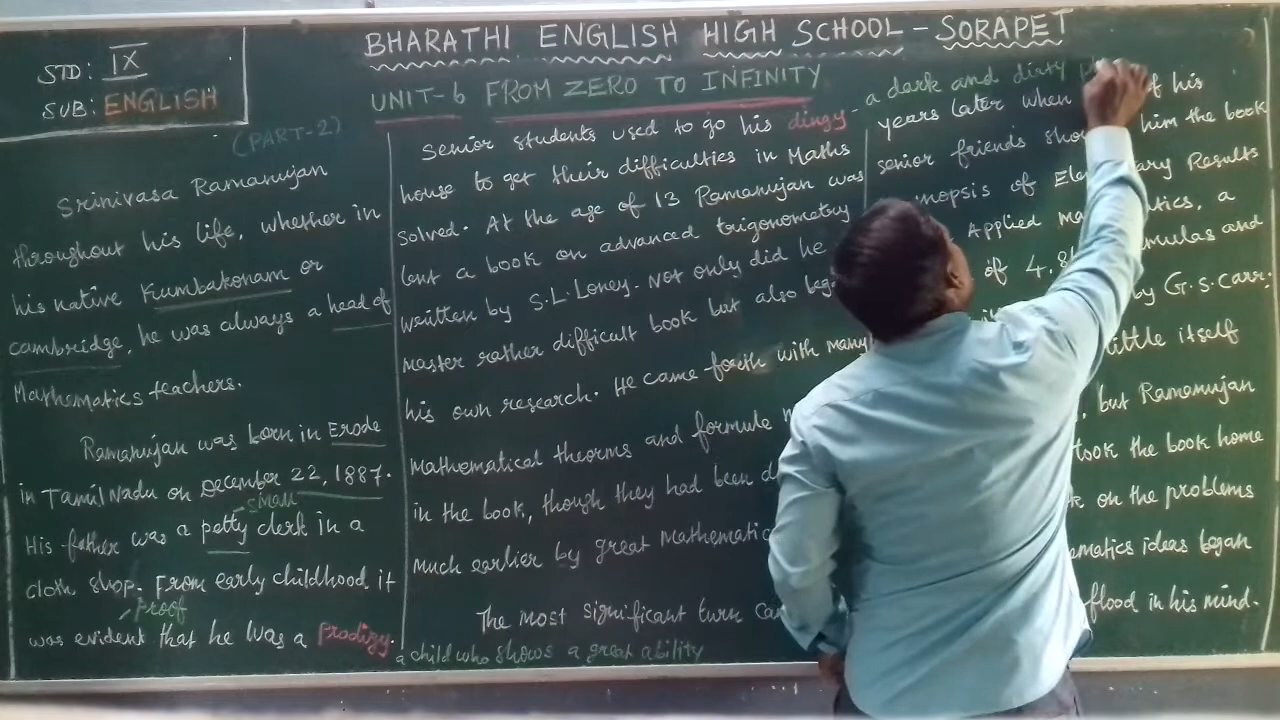 STD: IX
SUB: ENGLISH
BHARATHI ENGLISH HIGH SCHOOL - SORAPET
UNIT-6 FROM ZERO TO INFINITY
(PART-2)
Srinivasa Ramanujan
throughout his life, whether in
his native Kumbakonam or
cambridge, he was always a head of
Mathematics teachers.
Ramanujan was born in Erode
in Tamil Nadu on December 22, 1887.
small
His father was a petty clerk in a
cloth shop. From early childhood it
proof
was evident that he was a Prodigy.
a child who shows a great ability
Senior students used to go his dingy
house to get their difficulties in Maths
solved. At the age of 13 Ramanujan was
lent a book on advanced trigonometry
written by S.L. Loney. Not only did he
master rather difficult book but also
his own research. He came forth with many
Mathematical theorms and formule
in the book, though they had been
much earlier by great Mathematic
The most significant turn
a dark and dirty
years later when of his
senior friends him the book
of Results
Applied a
of 4. and
by G.S. Carr.
little itself
, but Ramanujan
took the book home
on the problems
ideas began
flood in his mind.